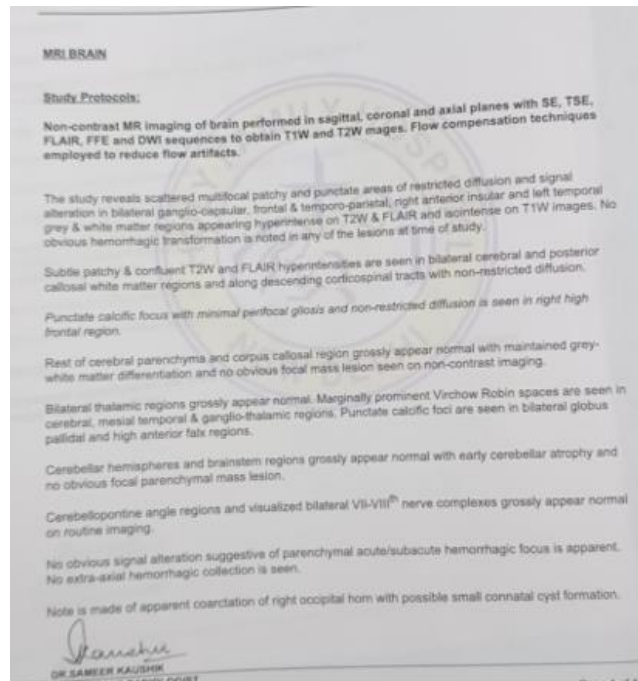 MRI BRAIN
Study Protocols:
Non-contrast MR imaging of brain performed in sagittal, coronal and axial planes with SE, TSE,
FLAIR, FFE and DWI sequences to obtain T1W and T2W mages. Flow compensation techniques
employed to reduce flow artifacts.
The study reveals scattered multifocal patchy and punctate areas of restricted diffusion and signal
alteration in bilateral ganglio-capsular, frontal & temporo-parietal, right anterior insular and left temporal
grey & white matter regions appearing hyperintense on T2W & FLAIR and isointense on T1W images. No
obvious hemorrhagic transformation is noted in any of the lesions at time of study.
Subtle patchy & confluent T2W and FLAIR hyperintensities are seen in bilateral cerebral and posterior
callosal white matter regions and along descending corticospinal tracts with non-restricted diffusion.
Punctate calcific focus with minimal perifocal gliosis and non-restricted diffusion is seen in right high
frontal region.
Rest of cerebral parenchyma and corpus callosal region grossly appear normal with maintained grey-
white matter differentiation and no obvious focal mass lesion seen on non-contrast imaging.
Bilateral thalamic regions grossly appear normal. Marginally prominent Virchow Robin spaces are seen in
cerebral, mesial temporal & ganglio-thalamic regions. Punctate calcific foci are seen in bilateral globus
pallidal and high anterior falx regions.
Cerebellar hemispheres and brainstem regions grossly appear normal with early cerebellar atrophy and
no obvious focal parenchymal mass lesion.
Cerebellopontine angle regions and visualized bilateral VII-VIIIth nerve complexes grossly appear normal
on routine imaging.
No obvious signal alteration suggestive of parenchymal acute/subacute hemorrhagic focus is apparent.
No extra-axial hemorrhagic collection is seen.
Note is made of apparent coarctation of right occipital horn with possible small connatal cyst formation.
DR SAMEER KAUSHIK